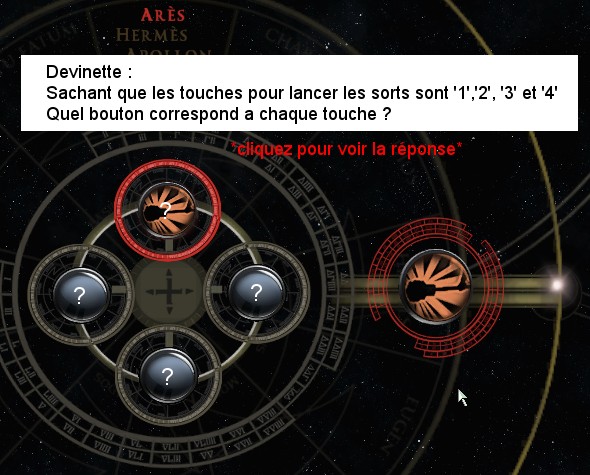 ARÈS
HERMÈS
APOLLON
Devinette :
Sachant que les touches pour lancer les sorts sont '1','2', '3' et '4'
Quel bouton correspond a chaque touche ?
*cliquez pour voir la réponse*
?
?
?
?